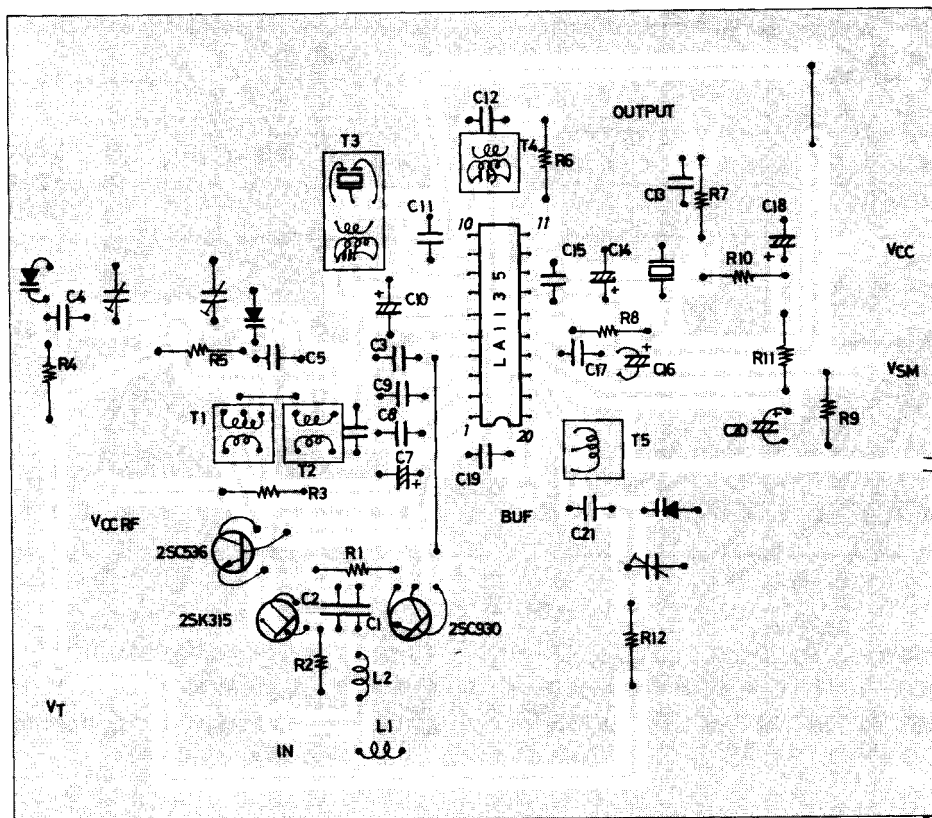 C12
OUTPUT
T3
T4
R6
C11
C13
R7
C18
10
11
C15
C14
VCC
R10
C4
C10
LA1135
R8
R4
R5
C5
C3
C17
C16
R11
VSM
C9
T1
C8
1
20
T5
C20
R9
T2
C7
C19
R3
VCCRF
BUF
C21
2SC536
R1
2SK315
C2
C1
2SC930
R12
R2
L2
VT
L1
IN